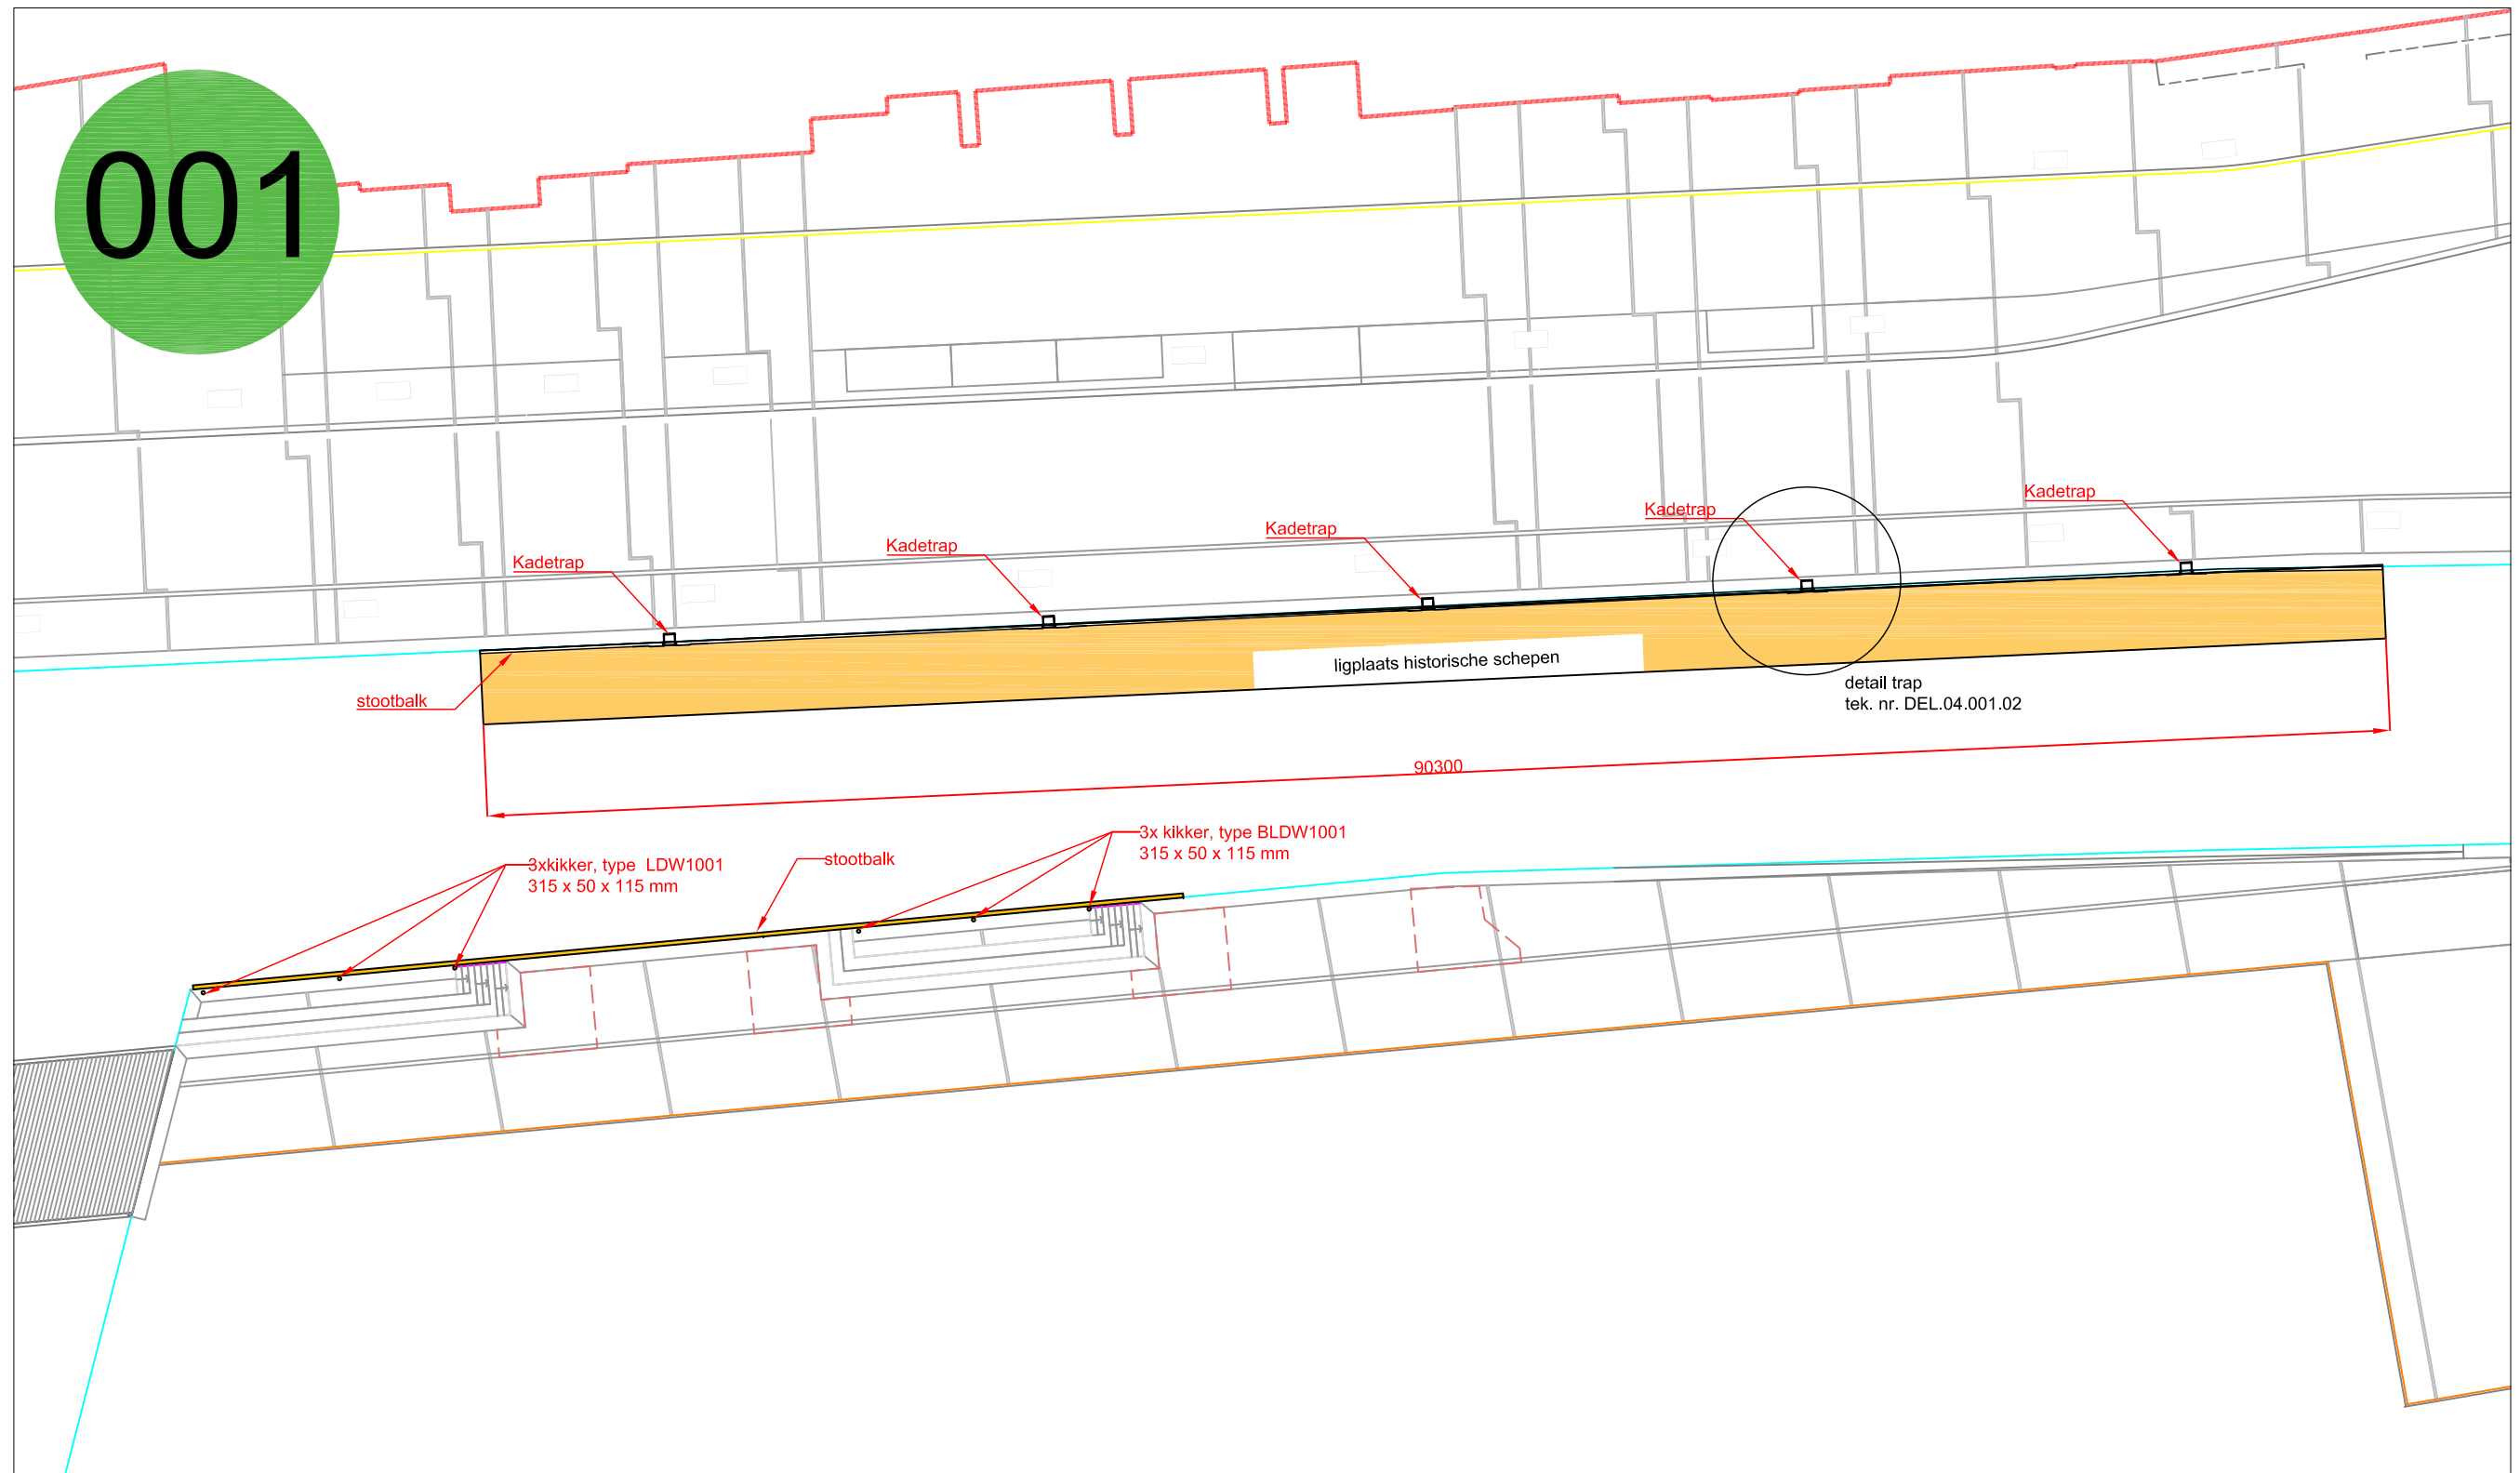 001
Kadetrap
Kadetrap
Kadetrap
Kadetrap
Kadetrap
ligplaats historische schepen
stootbalk
detail trap
tek. nr. DEL.04.001.02
90300
3xkikker, type LDW1001
315 x 50 x 115 mm
stootbalk
3x kikker, type BLDW1001
315 x 50 x 115 mm